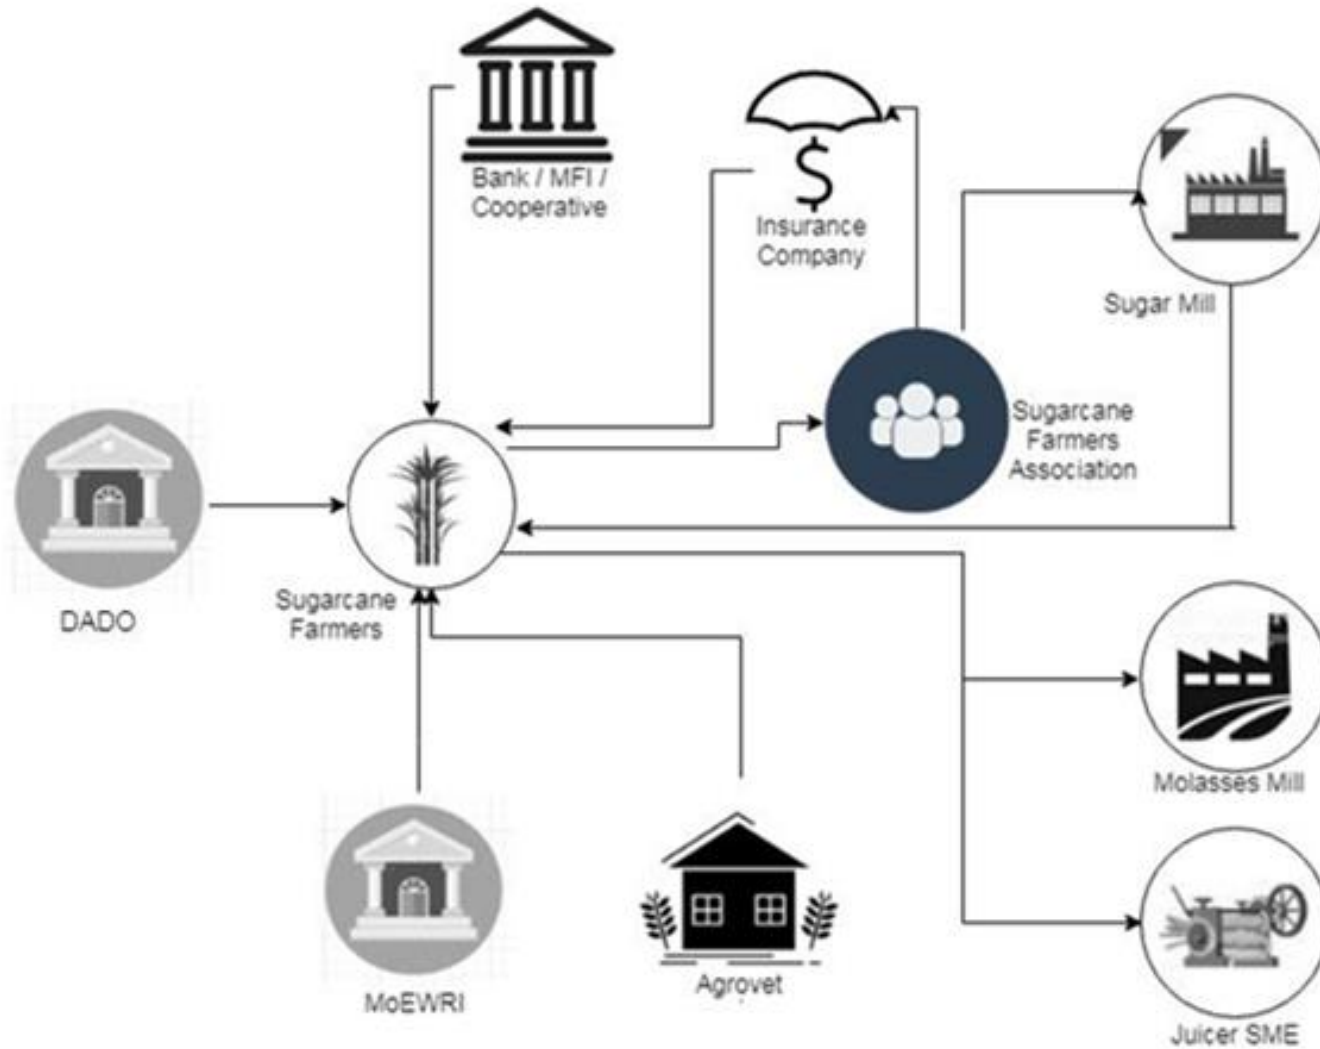 Bank / MFI /
Cooperative
Insurance
Company
Sugar Mill
Sugarcane
Farmers
Association
DADO
Sugarcane
Farmers
Molasses Mill
MoEWRI
Agrovet
Juicer SME